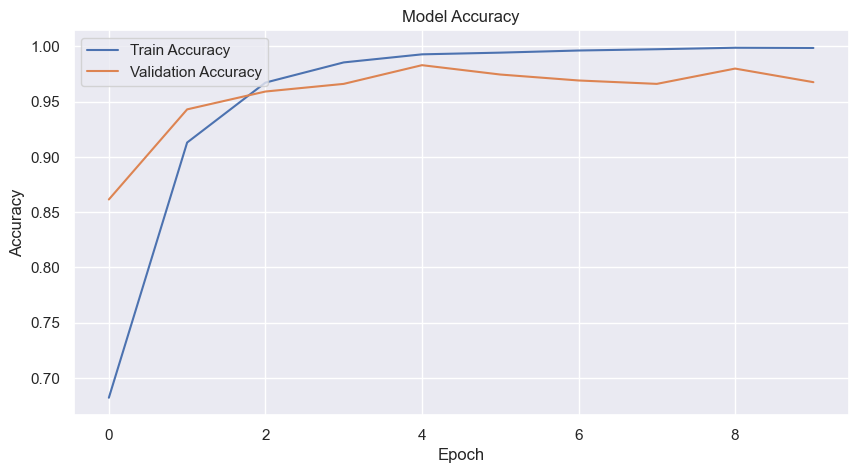 Model Accuracy
Train Accuracy
Validation Accuracy
1.00
0.95
0.90
0.85
0.80
0.75
0.70
Accuracy
0 2 4 6 8
Epoch